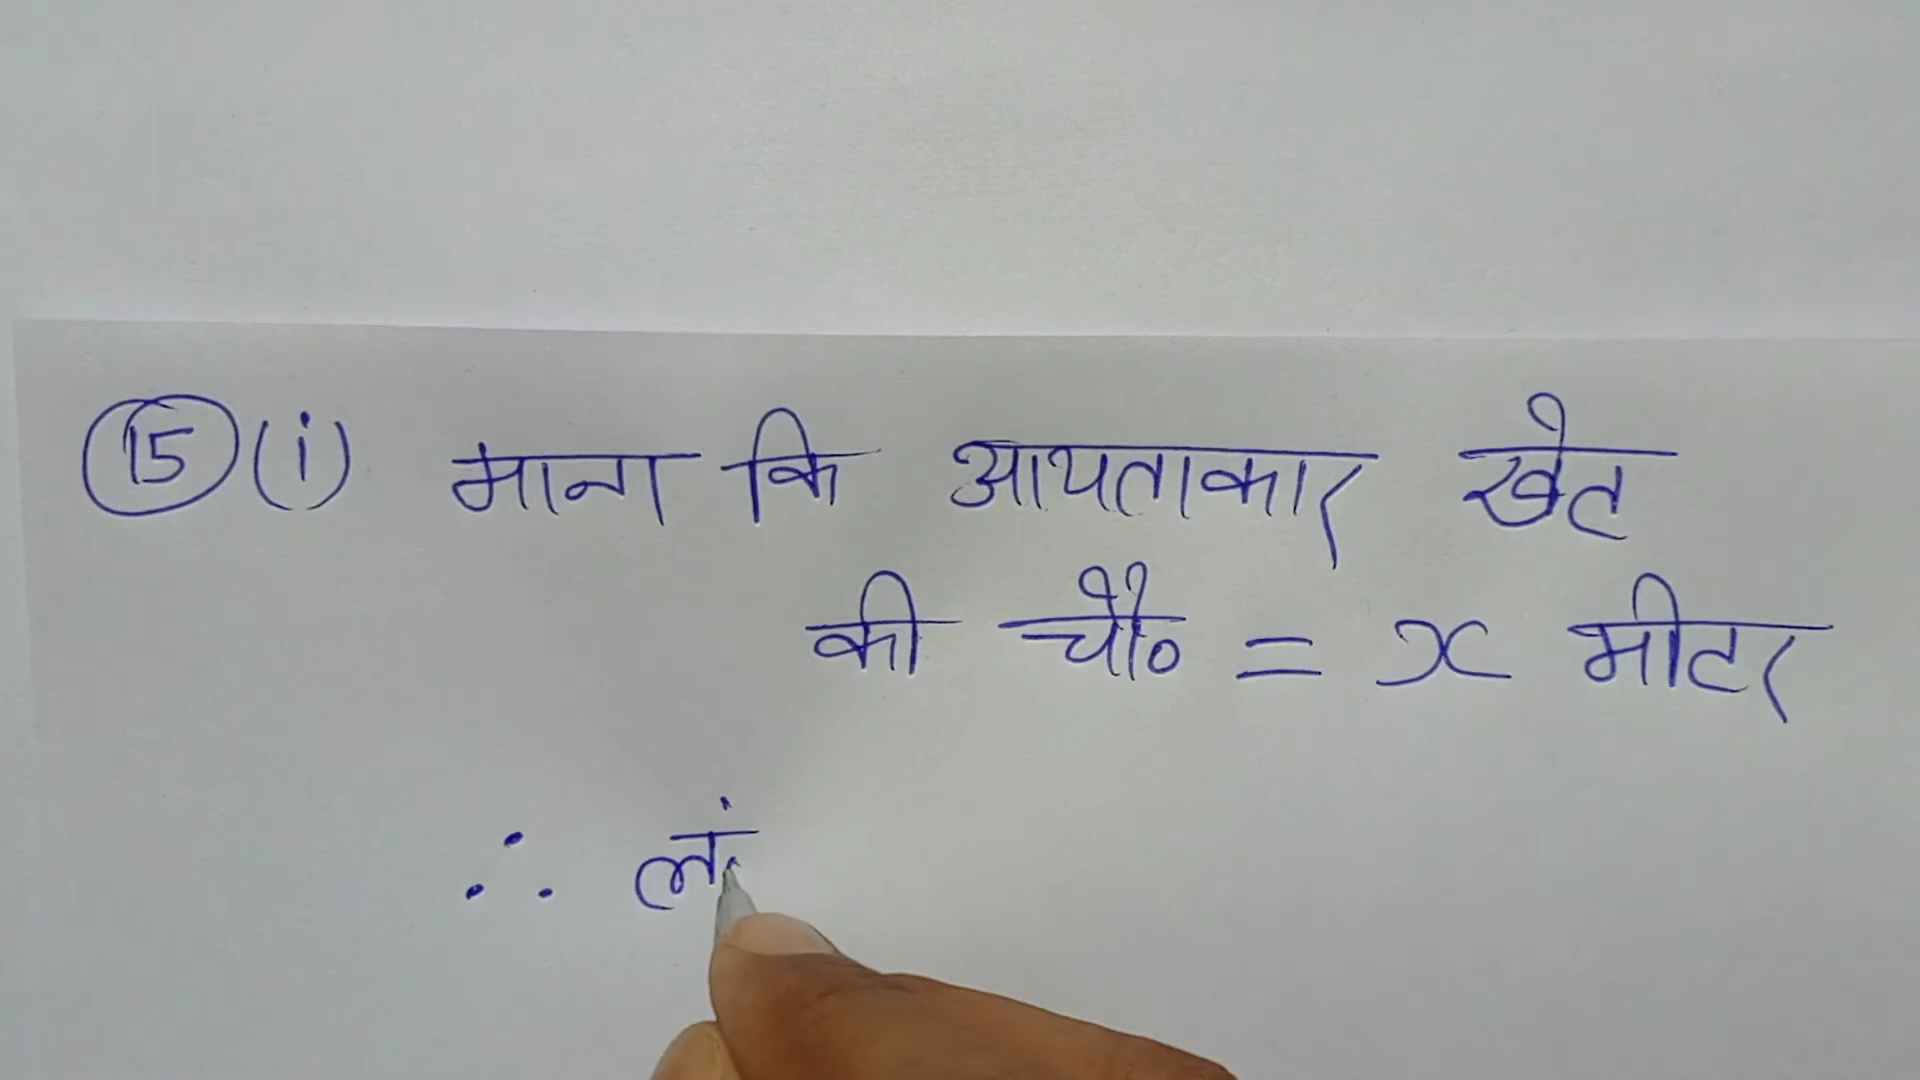 15 (i) माना कि आयताकार खेत
की चौ० = x मीटर
∴ लं